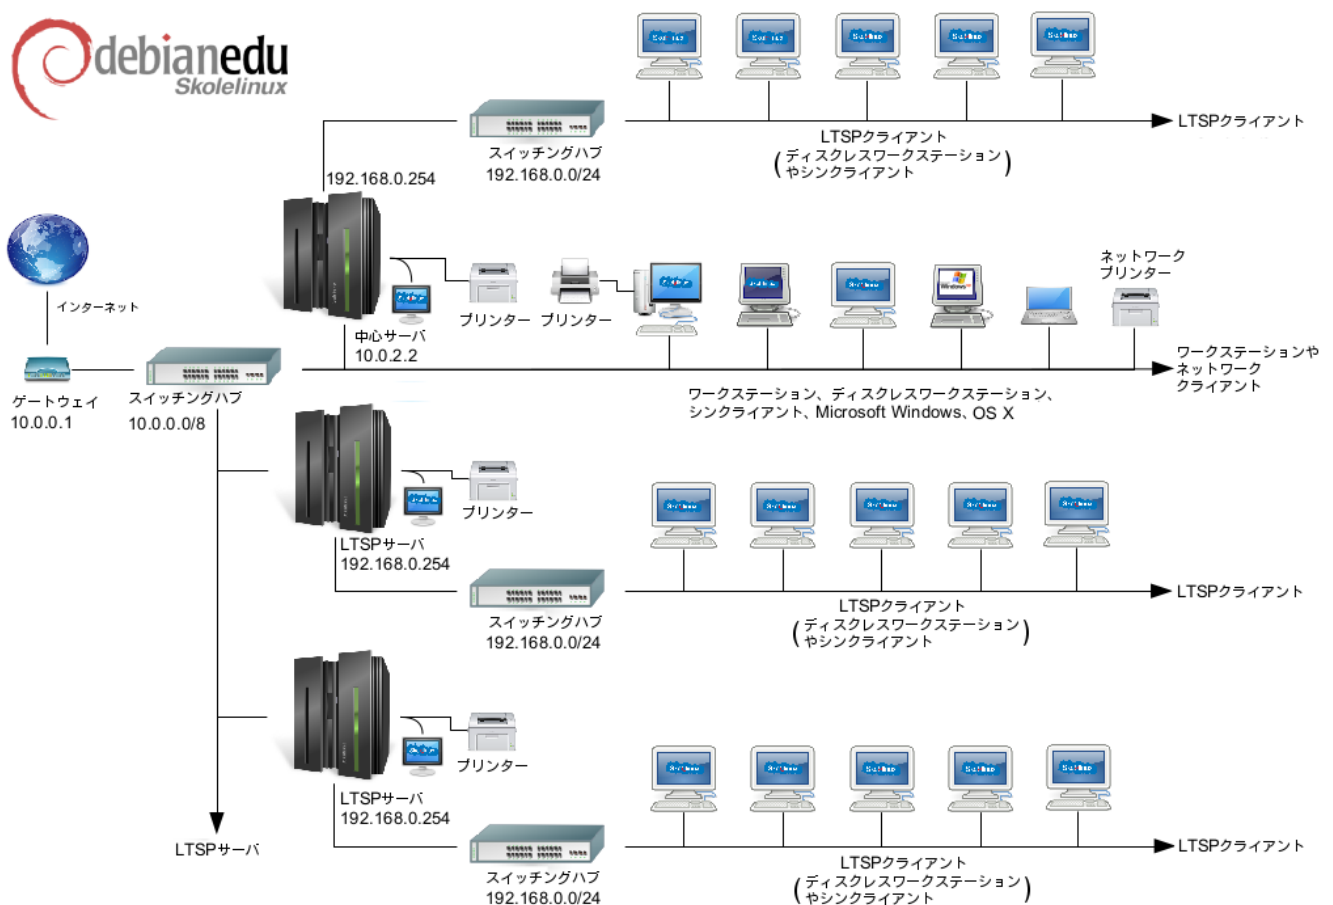 debianedu
Skolelinux
スイッチングハブ
192.168.0.0/24
LTSPクライアント
(ディスクレスワークステーション
やシンクライアント)
LTSPクライアント
192.168.0.254
インターネット
中心サーバ
10.0.2.2
プリンター
プリンター
Windows
ネットワーク
プリンター
ゲートウェイ
10.0.0.1
スイッチングハブ
10.0.0.0/8
ワークステーション、ディスクレスワークステーション、
シンクライアント、Microsoft Windows、OS X
ワークステーションや
ネットワーク
クライアント
プリンター
LTSPサーバ
192.168.0.254
スイッチングハブ
192.168.0.0/24
LTSPクライアント
(ディスクレスワークステーション
やシンクライアント)
LTSPクライアント
プリンター
LTSPサーバ
192.168.0.254
LTSPサーバ
スイッチングハブ
192.168.0.0/24
LTSPクライアント
(ディスクレスワークステーション
やシンクライアント)
LTSPクライアント